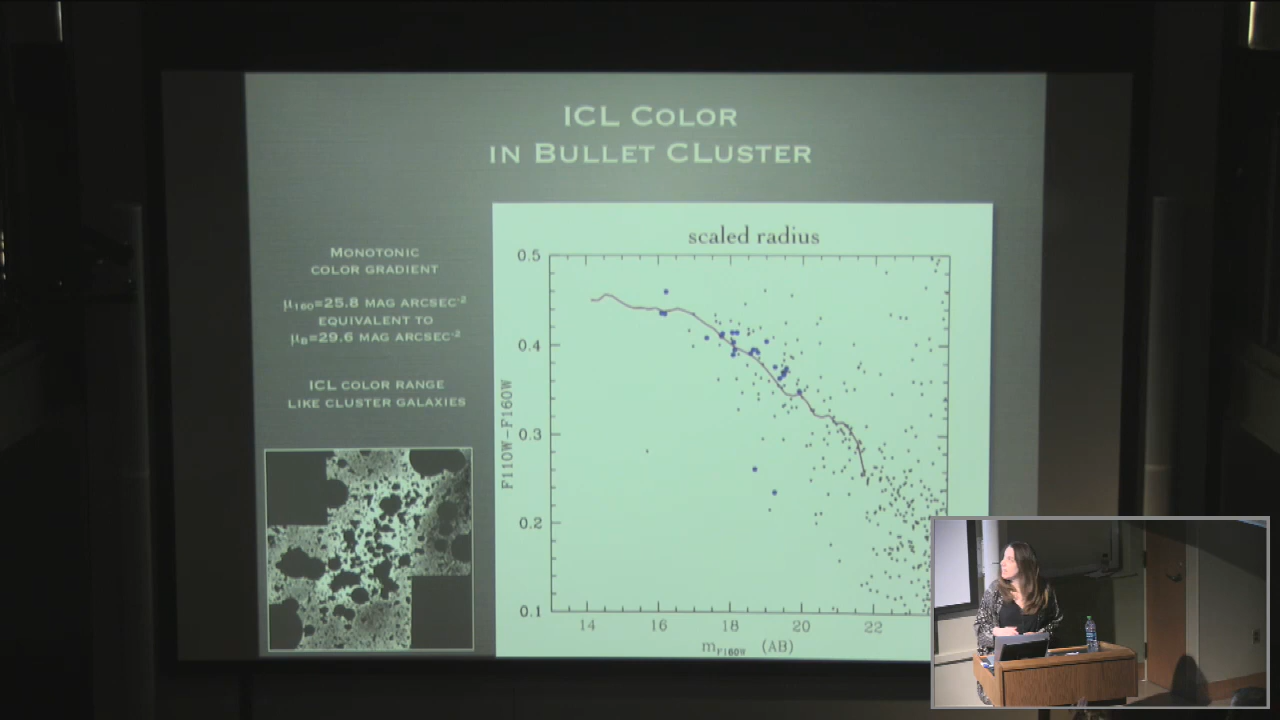 ICL COLOR
IN BULLET CLUSTER
MONOTONIC
COLOR GRADIENT
μ160=25.8 MAG ARCSEC-2
EQUIVALENT TO
μB=29.6 MAG ARCSEC-2
ICL COLOR RANGE
LIKE CLUSTER GALAXIES
scaled radius
0.5
0.4
0.3
0.2
0.1
F110W-F160W
14 16 18 20 22
mF160W (AB)